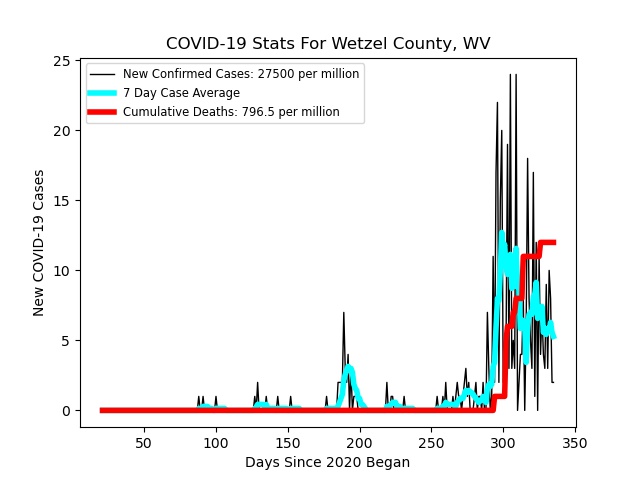 COVID-19 Stats For Wetzel County, WV
New Confirmed Cases: 27500 per million
7 Day Case Average
Cumulative Deaths: 796.5 per million
25
20
15
10
5
0
New COVID-19 Cases
50 100 150 200 250 300 350
Days Since 2020 Began